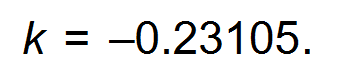 k = –0.23105.